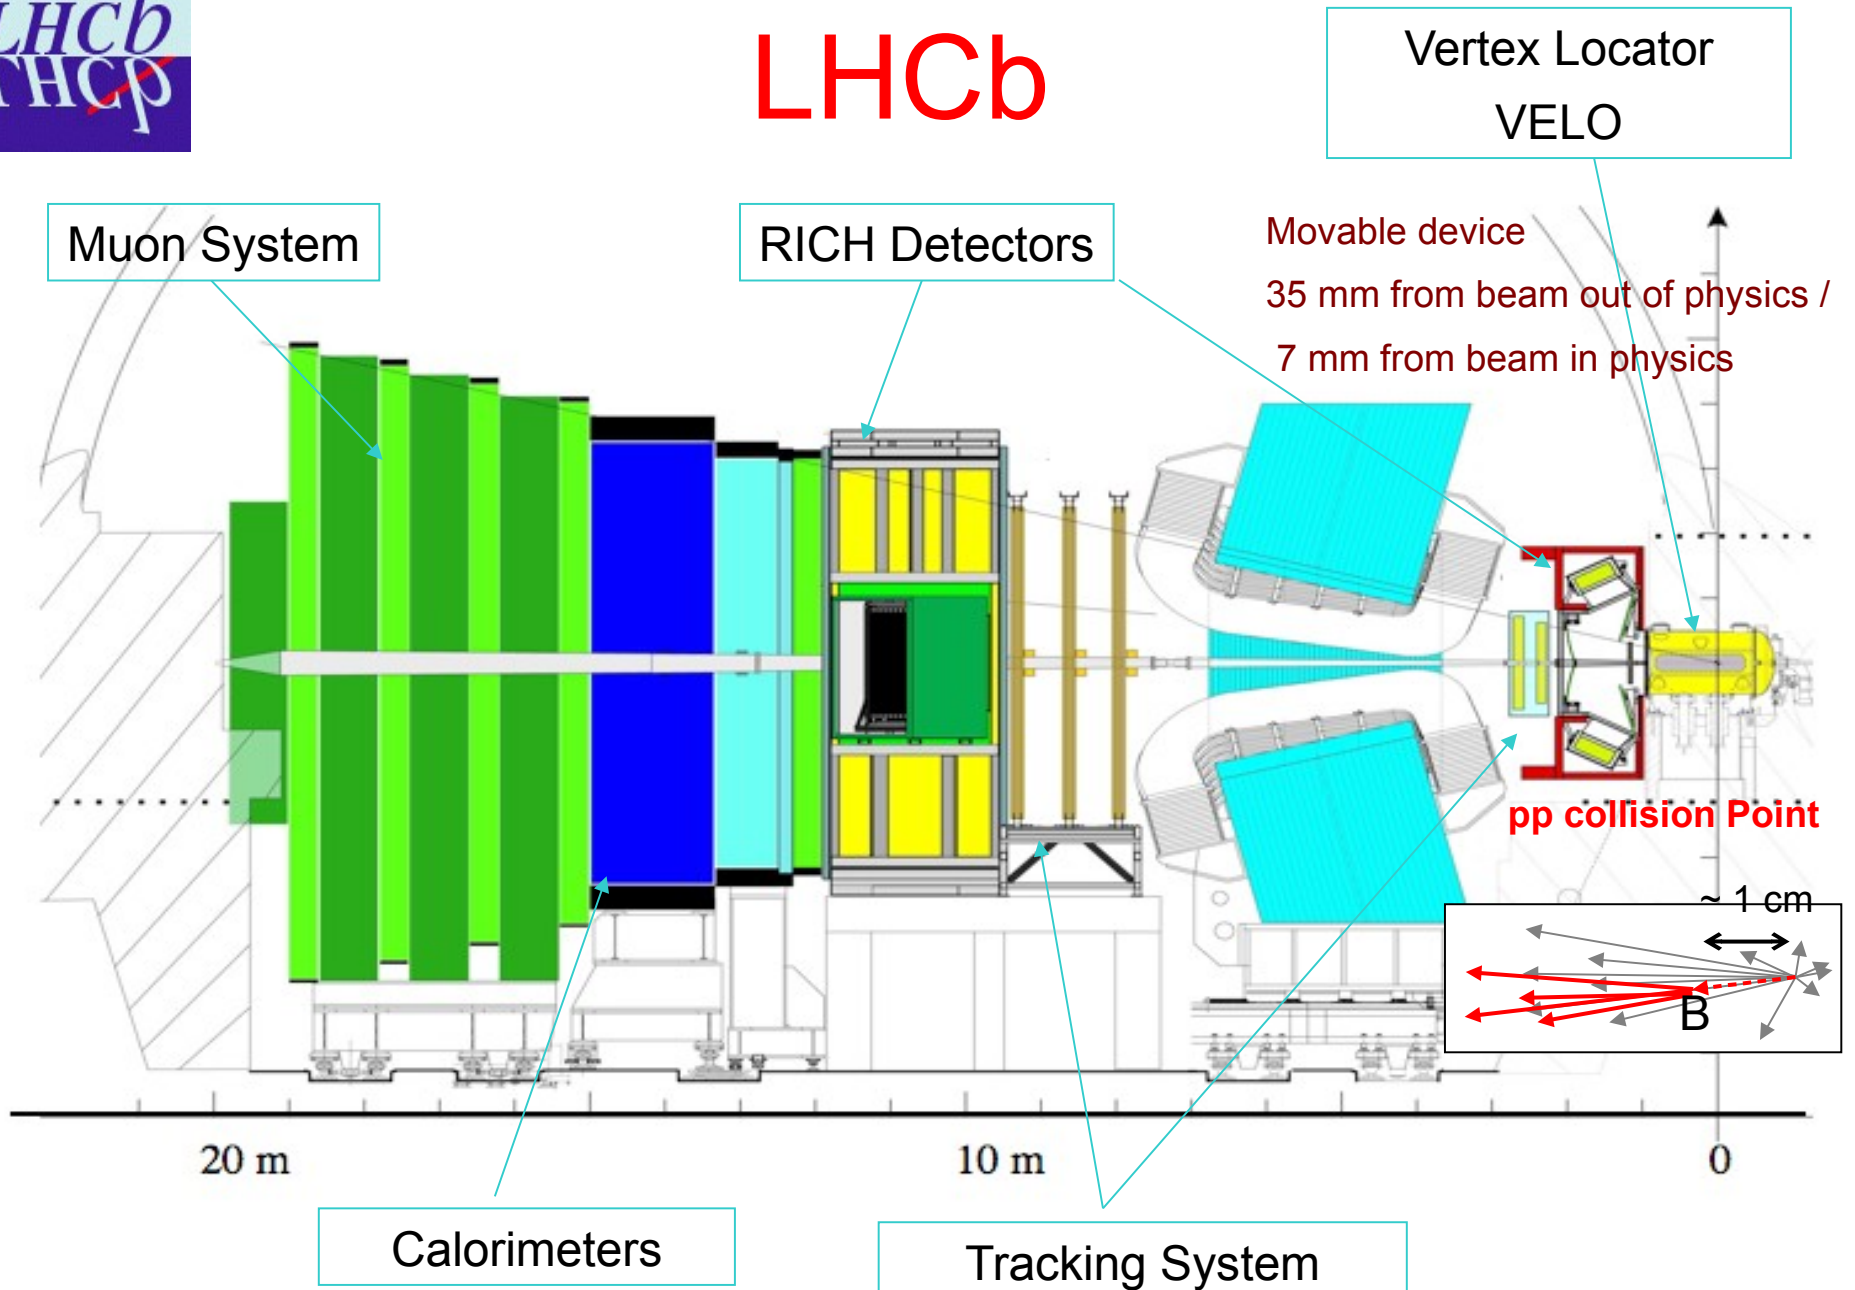 LHCb
LHCb
LHCb
Vertex Locator
VELO
Muon System
RICH Detectors
Movable device
35 mm from beam out of physics /
7 mm from beam in physics
pp collision Point
~ 1 cm
B
20 m
10 m
0
Calorimeters
Tracking System